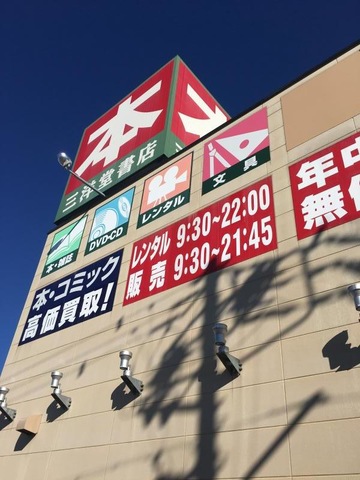 本
三洋堂書店
本・雑誌
DVD・CD
レンタル
文具
本・コミック
高価買取!
レンタル 9:30~22:00
販売 9:30~21:45
年中
無休